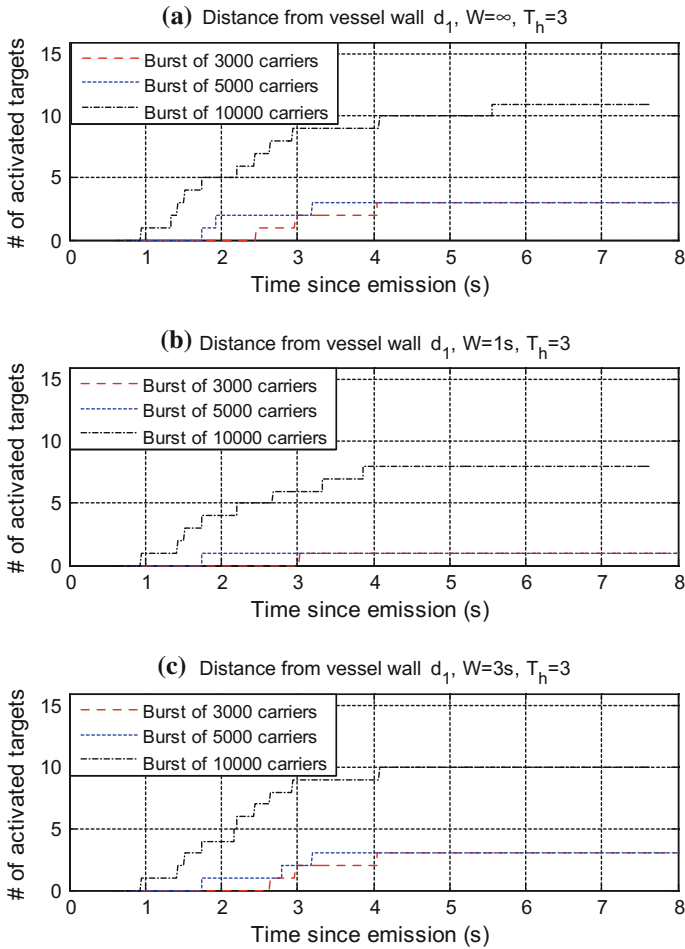 (a) Distance from vessel wall d₁, W=∞, Tₕ=3
Burst of 3000 carriers
Burst of 5000 carriers
Burst of 10000 carriers
# of activated targets
15
10
5
0
0 1 2 3 4 5 6 7 8
Time since emission (s)
(b) Distance from vessel wall d₁, W=1s, Tₕ=3
Burst of 3000 carriers
Burst of 5000 carriers
Burst of 10000 carriers
# of activated targets
15
10
5
0
0 1 2 3 4 5 6 7 8
Time since emission (s)
(c) Distance from vessel wall d₁, W=3s, Tₕ=3
Burst of 3000 carriers
Burst of 5000 carriers
Burst of 10000 carriers
# of activated targets
15
10
5
0
0 1 2 3 4 5 6 7 8
Time since emission (s)